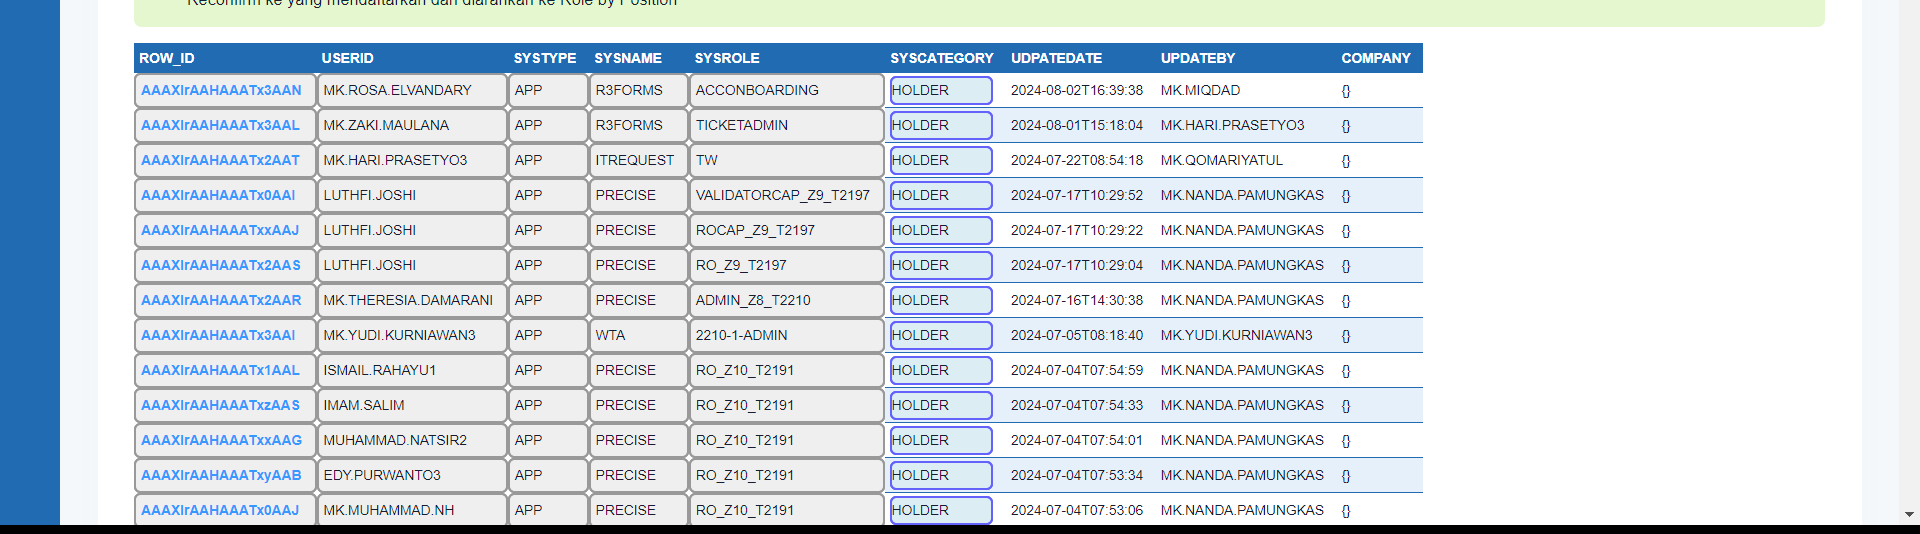 Reconfirm ke yang mendaftarkan dan diarahkan ke Role by Position
ROW_ID USERID SYSTYPE SYSNAME SYSROLE SYSCATEGORY UDPATEDATE UPDATEBY COMPANY
AAAXIrAAHAAATx3AAN MK.ROSA.ELVANDARY APP R3FORMS ACCONBOARDING HOLDER 2024-08-02T16:39:38 MK.MIQDAD {}
AAAXIrAAHAAATx3AAL MK.ZAKI.MAULANA APP R3FORMS TICKETADMIN HOLDER 2024-08-01T15:18:04 MK.HARI.PRASETYO3 {}
AAAXIrAAHAAATx2AAT MK.HARI.PRASETYO3 APP ITREQUEST TW HOLDER 2024-07-22T08:54:18 MK.QOMARIYATUL {}
AAAXIrAAHAAATx0AAI LUTHFI.JOSHI APP PRECISE VALIDATORCAP_Z9_T2197 HOLDER 2024-07-17T10:29:52 MK.NANDA.PAMUNGKAS {}
AAAXIrAAHAAATxxAAJ LUTHFI.JOSHI APP PRECISE ROCAP_Z9_T2197 HOLDER 2024-07-17T10:29:22 MK.NANDA.PAMUNGKAS {}
AAAXIrAAHAAATx2AAS LUTHFI.JOSHI APP PRECISE RO_Z9_T2197 HOLDER 2024-07-17T10:29:04 MK.NANDA.PAMUNGKAS {}
AAAXIrAAHAAATx2AAR MK.THERESIA.DAMARANI APP PRECISE ADMIN_Z8_T2210 HOLDER 2024-07-16T14:30:38 MK.NANDA.PAMUNGKAS {}
AAAXIrAAHAAATx3AAI MK.YUDI.KURNIAWAN3 APP WTA 2210-1-ADMIN HOLDER 2024-07-05T08:18:40 MK.YUDI.KURNIAWAN3 {}
AAAXIrAAHAAATx1AAL ISMAIL.RAHAYU1 APP PRECISE RO_Z10_T2191 HOLDER 2024-07-04T07:54:59 MK.NANDA.PAMUNGKAS {}
AAAXIrAAHAAATxzAAS IMAM.SALIM APP PRECISE RO_Z10_T2191 HOLDER 2024-07-04T07:54:33 MK.NANDA.PAMUNGKAS {}
AAAXIrAAHAAATxxAAG MUHAMMAD.NATSIR2 APP PRECISE RO_Z10_T2191 HOLDER 2024-07-04T07:54:01 MK.NANDA.PAMUNGKAS {}
AAAXIrAAHAAATxyAAB EDY.PURWANTO3 APP PRECISE RO_Z10_T2191 HOLDER 2024-07-04T07:53:34 MK.NANDA.PAMUNGKAS {}
AAAXIrAAHAAATx0AAJ MK.MUHAMMAD.NH APP PRECISE RO_Z10_T2191 HOLDER 2024-07-04T07:53:06 MK.NANDA.PAMUNGKAS {}